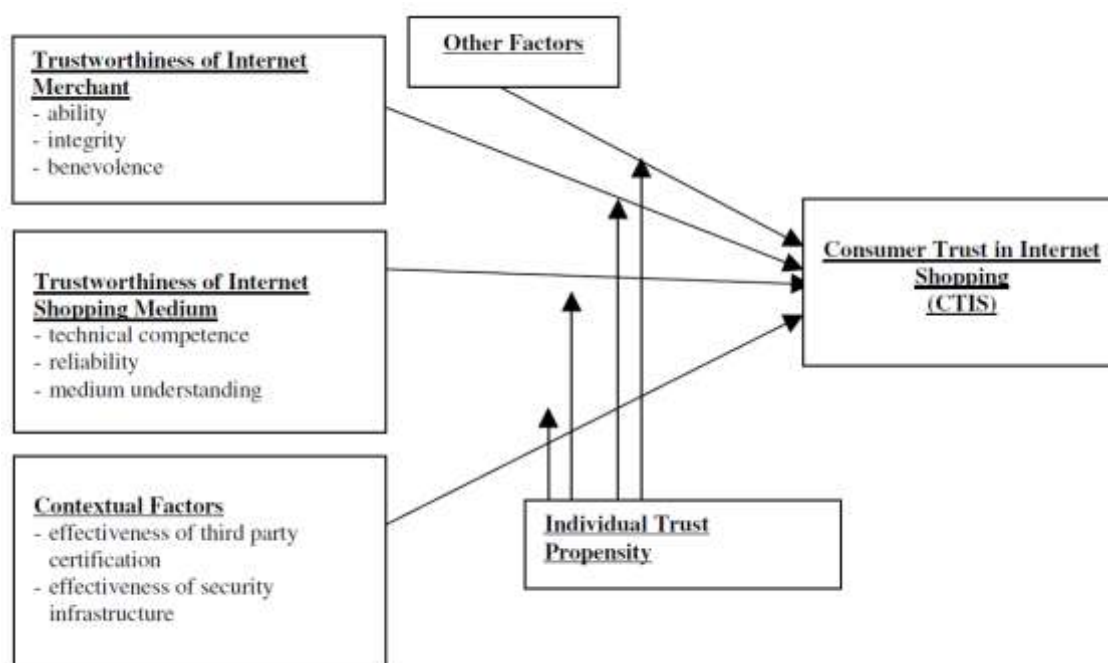 Other Factors
Trustworthiness of Internet
Merchant
- ability
- integrity
- benevolence
Trustworthiness of Internet
Shopping Medium
- technical competence
- reliability
- medium understanding
Contextual Factors
- effectiveness of third party
certification
- effectiveness of security
infrastructure
Individual Trust
Propensity
Consumer Trust in Internet
Shopping
(CTIS)